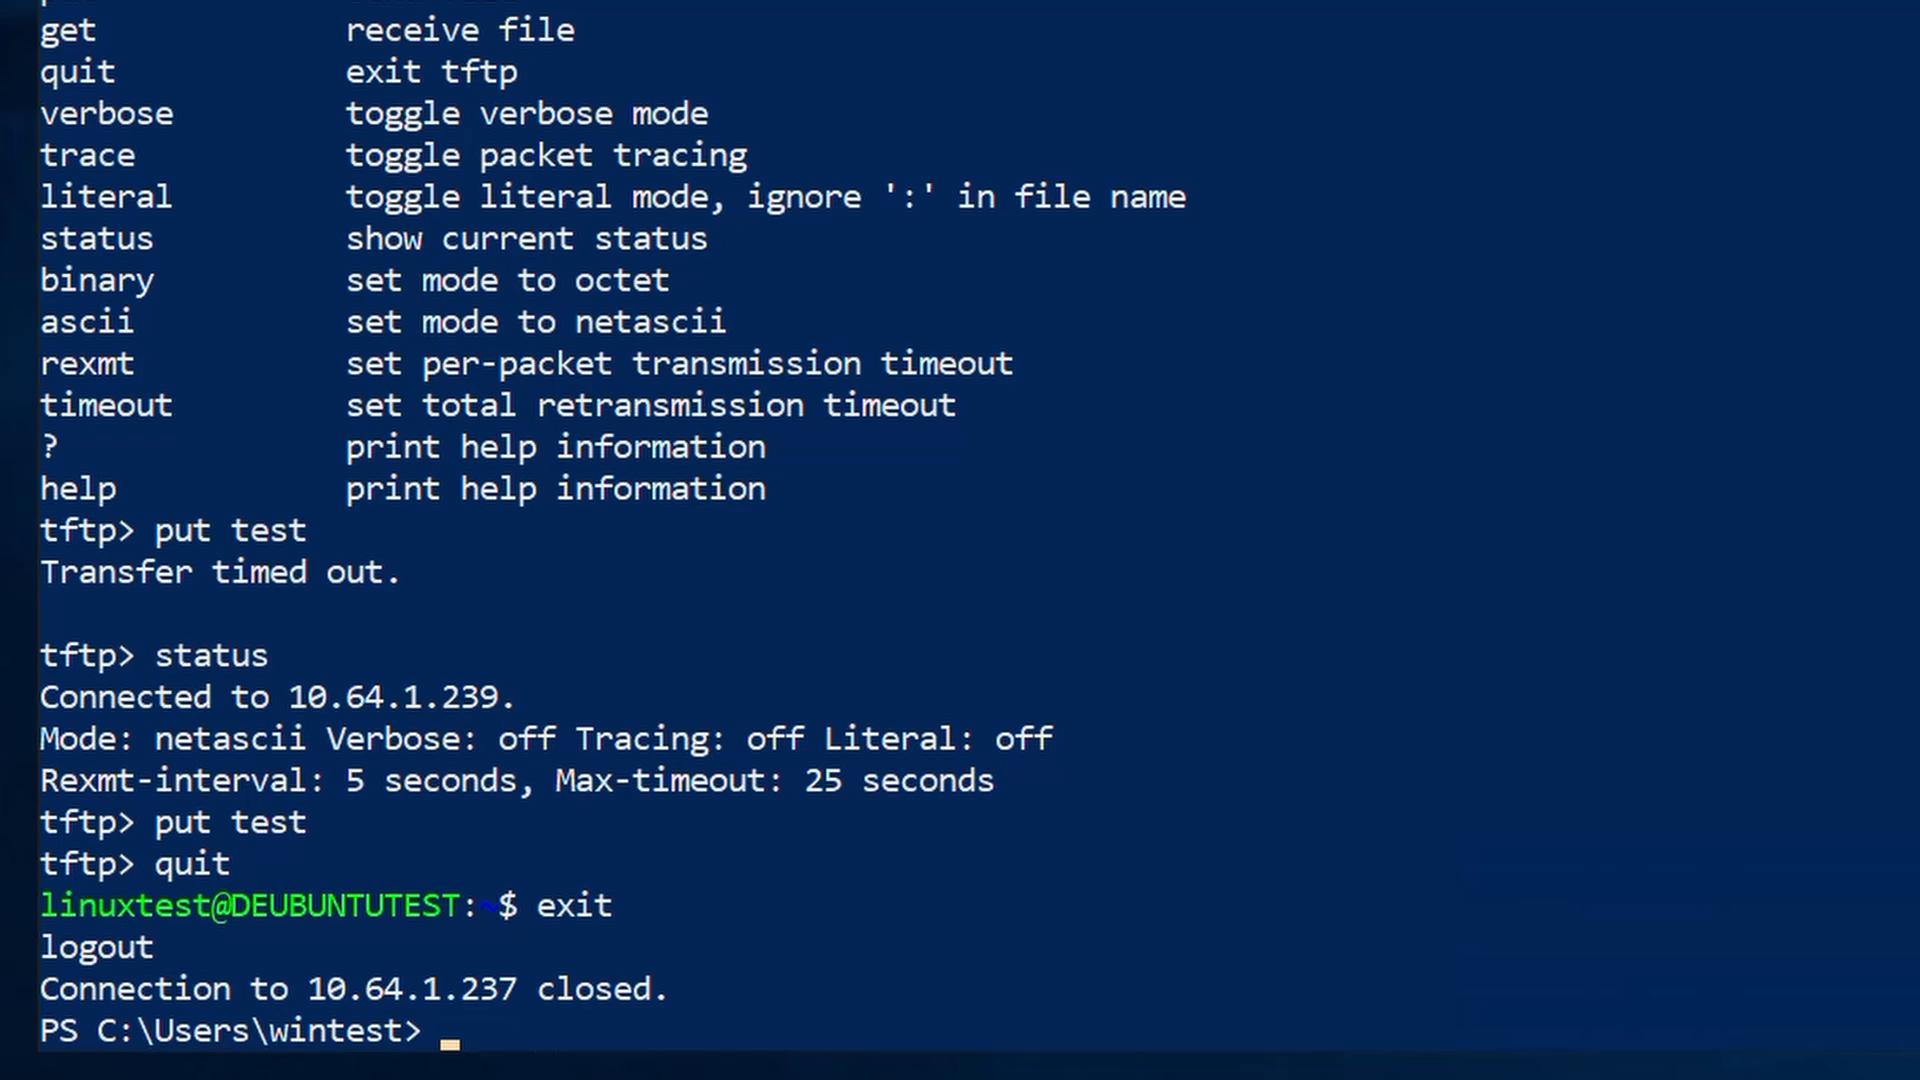 get receive file
quit exit tftp
verbose toggle verbose mode
trace toggle packet tracing
literal toggle literal mode, ignore ':' in file name
status show current status
binary set mode to octet
ascii set mode to netascii
rexmt set per-packet transmission timeout
timeout set total retransmission timeout
? print help information
help print help information
tftp> put test
Transfer timed out.
tftp> status
Connected to 10.64.1.239.
Mode: netascii Verbose: off Tracing: off Literal: off
Rexmt-interval: 5 seconds, Max-timeout: 25 seconds
tftp> put test
tftp> quit
linuxtest@DEUBUNTUTEST:~$ exit
logout
Connection to 10.64.1.237 closed.
PS C:\Users\wintest>